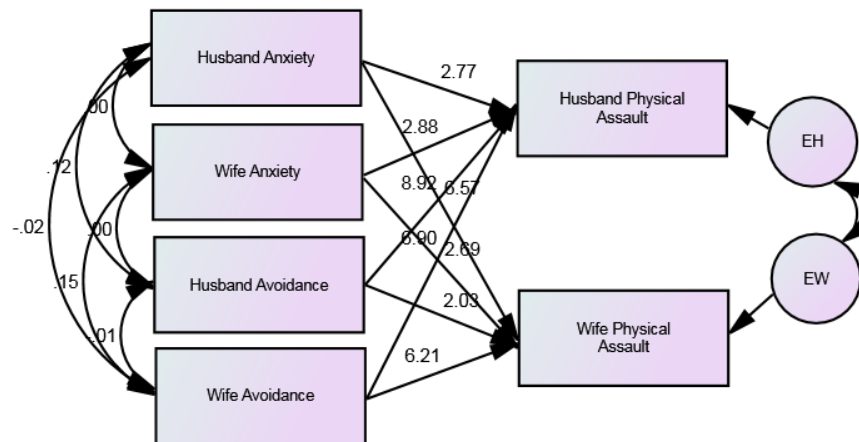 Husband Anxiety
2.77
Husband Physical
Assault
.00
2.88
EH
.12
Wife Anxiety
8.92
6.57
-.02
.00
6.90
2.69
.15
Husband Avoidance
2.03
EW
Wife Physical
Assault
-.01
6.21
Wife Avoidance